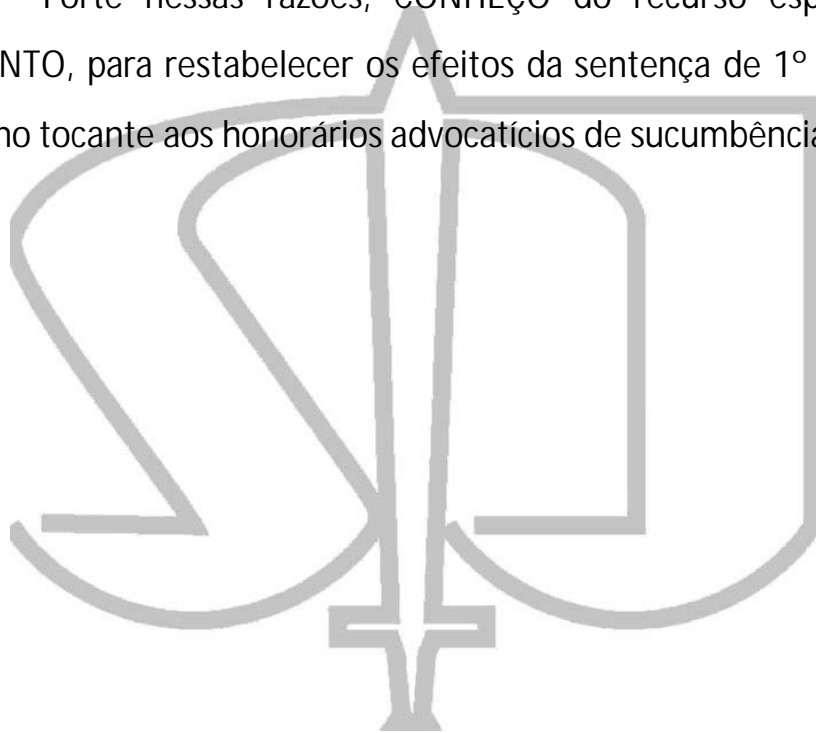 Forte nessas razões, CONHEÇO do recurso esp
NTO, para restabelecer os efeitos da sentença de 1º
no tocante aos honorários advocatícios de sucumbência